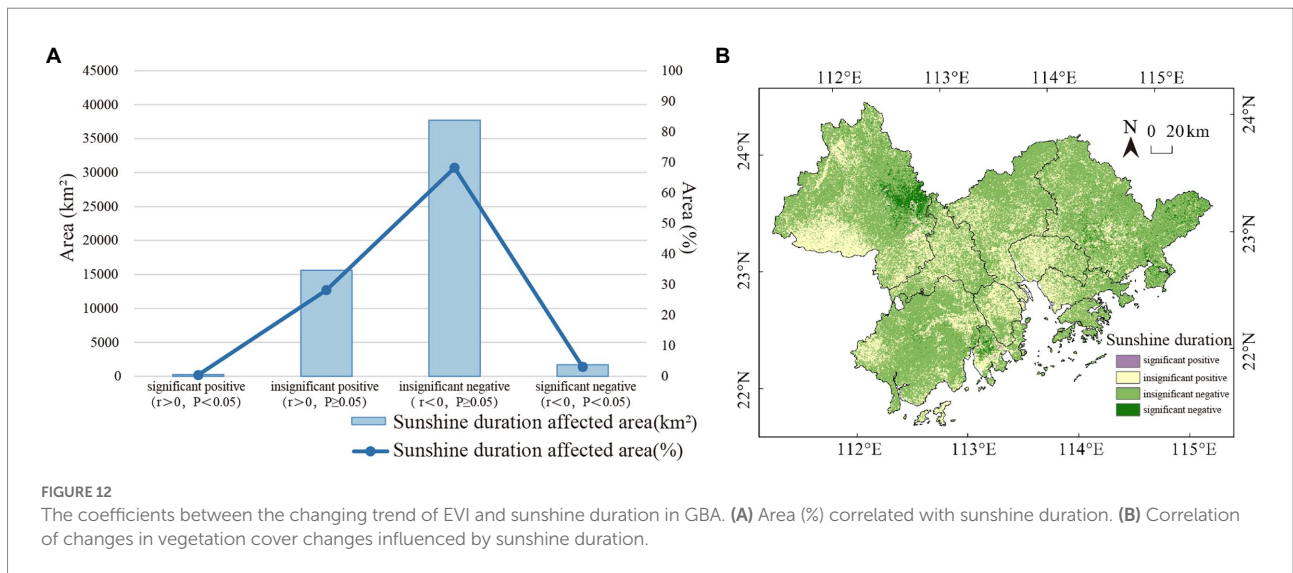 A
45000
40000
35000
30000
25000
20000
15000
10000
5000
0
Area (km²)
100
90
80
70
60
50
40
30
20
10
0
Area (%)
significant positive
(r>0, P<0.05)
insignificant positive
(r>0, P≥0.05)
insignificant negative
(r<0, P≥0.05)
significant negative
(r<0, P<0.05)
Sunshine duration affected area(km²)
Sunshine duration affected area(%)
B
112°E 113°E 114°E 115°E
24°N
23°N
22°N
24°N
23°N
22°N
N 0 20 km
Sunshine duration
significant positive
insignificant positive
insignificant negative
significant negative
112°E 113°E 114°E 115°E
FIGURE 12
The coefficients between the changing trend of EVI and sunshine duration in GBA. (A) Area (%) correlated with sunshine duration. (B) Correlation
of changes in vegetation cover changes influenced by sunshine duration.